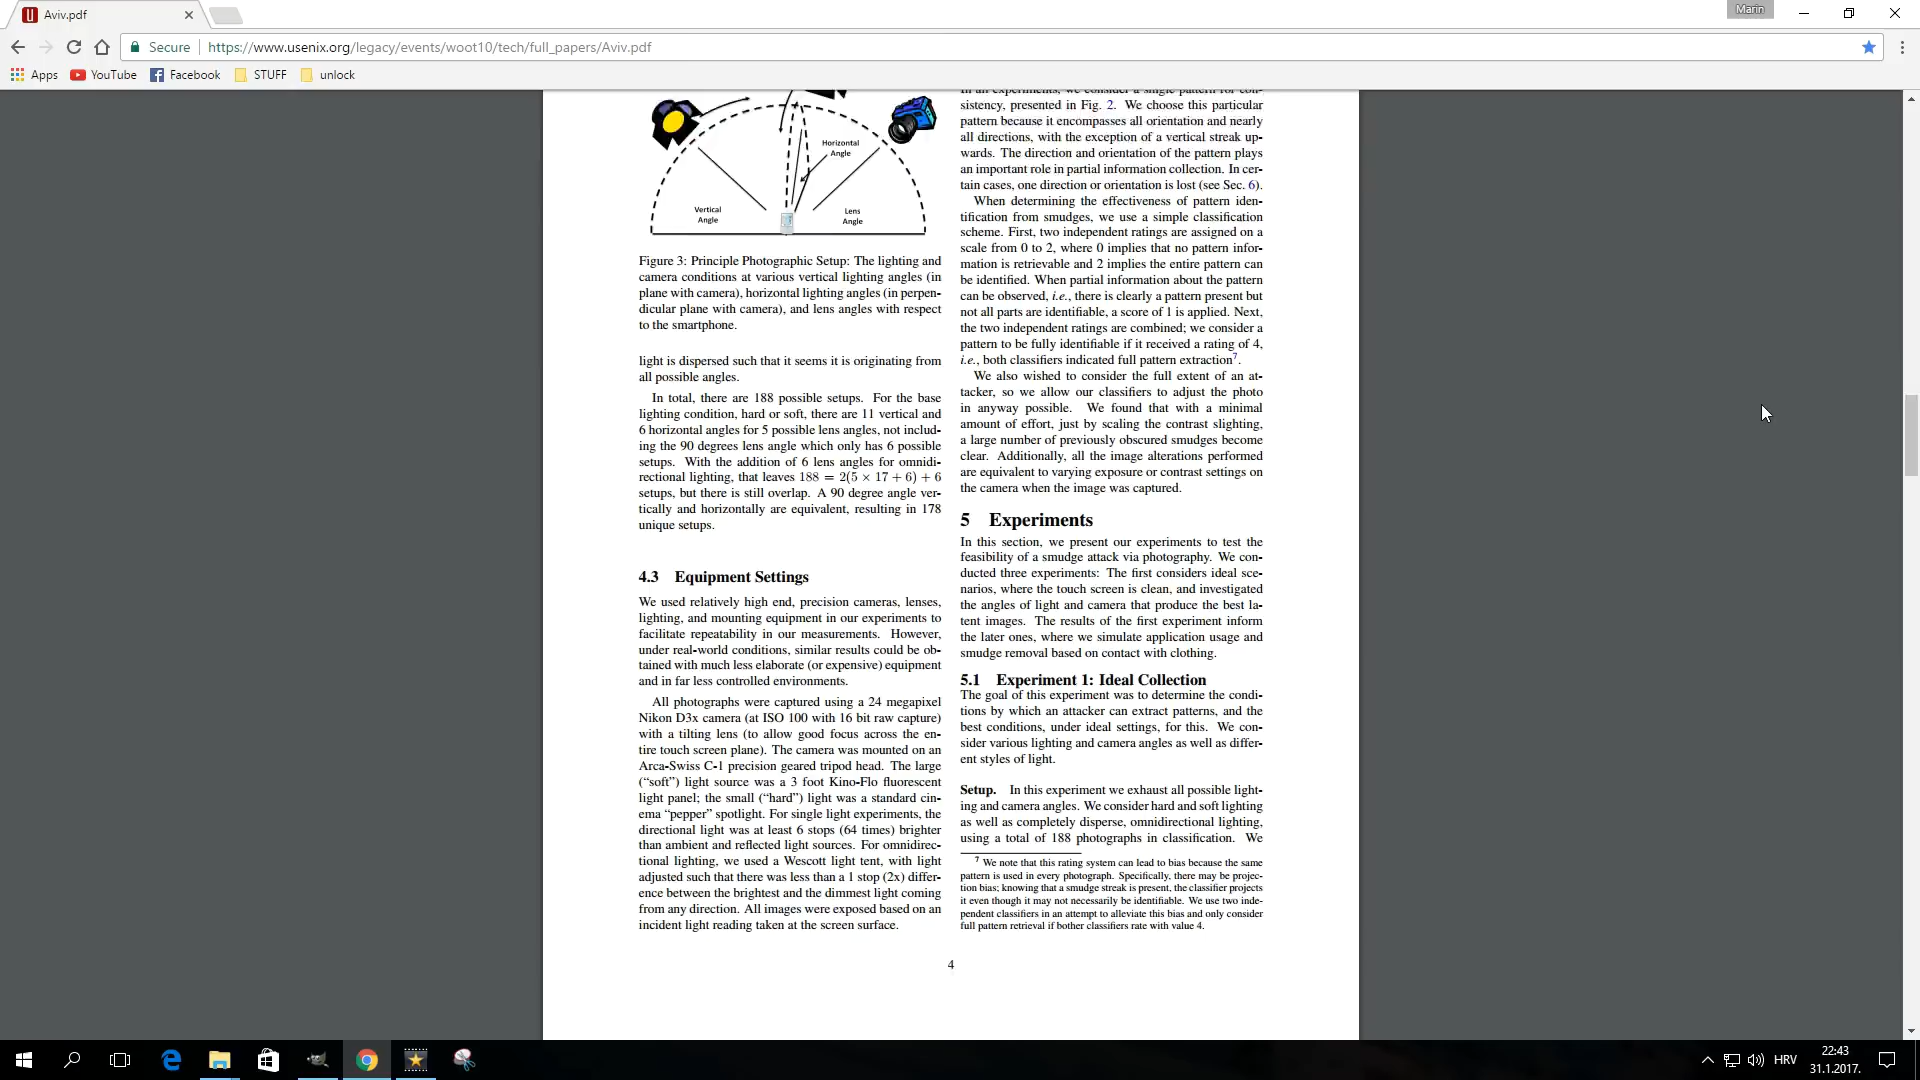 Aviv.pdf
Marin
Secure
https://www.usenix.org/legacy/events/woot10/tech/full_papers/Aviv.pdf
Apps
YouTube
Facebook
STUFF
unlock
Horizontal
Angle
Vertical
Angle
Lens
Angle
Figure 3: Principle Photographic Setup: The lighting and
camera conditions at various vertical lighting angles (in
plane with camera), horizontal lighting angles (in perpen-
dicular plane with camera), and lens angles with respect
to the smartphone.
light is dispersed such that it seems it is originating from
all possible angles.
In total, there are 188 possible setups. For the base
lighting condition, hard or soft, there are 11 vertical and
6 horizontal angles for 5 possible lens angles, not includ-
ing the 90 degrees lens angle which only has 6 possible
setups. With the addition of 6 lens angles for omnidi-
rectional lighting, that leaves 188 = 2(5 × 17 + 6) + 6
setups, but there is still overlap. A 90 degree angle ver-
tically and horizontally are equivalent, resulting in 178
unique setups.
4.3 Equipment Settings
We used relatively high end, precision cameras, lenses,
lighting, and mounting equipment in our experiments to
facilitate repeatability in our measurements. However,
under real-world conditions, similar results could be ob-
tained with much less elaborate (or expensive) equipment
and in far less controlled environments.
All photographs were captured using a 24 megapixel
Nikon D3x camera (at ISO 100 with 16 bit raw capture)
with a tilting lens (to allow good focus across the en-
tire touch screen plane). The camera was mounted on an
Arca-Swiss C-1 precision geared tripod head. The large
(“soft”) light source was a 3 foot Kino-Flo fluorescent
light panel; the small (“hard”) light was a standard cin-
ema “pepper” spotlight. For single light experiments, the
directional light was at least 6 stops (64 times) brighter
than ambient and reflected light sources. For omnidirec-
tional lighting, we used a Wescott light tent, with light
adjusted such that there was less than a 1 stop (2x) differ-
ence between the brightest and the dimmest light coming
from any direction. All images were exposed based on an
incident light reading taken at the screen surface.
In all experiments, we consider a single pattern for con-
sistency, presented in Fig. 2. We choose this particular
pattern because it encompasses all orientation and nearly
all directions, with the exception of a vertical streak up-
wards. The direction and orientation of the pattern plays
an important role in partial information collection. In cer-
tain cases, one direction or orientation is lost (see Sec. 6).
When determining the effectiveness of pattern iden-
tification from smudges, we use a simple classification
scheme. First, two independent ratings are assigned on a
scale from 0 to 2, where 0 implies that no pattern infor-
mation is retrievable and 2 implies the entire pattern can
be identified. When partial information about the pattern
can be observed, i.e., there is clearly a pattern present but
not all parts are identifiable, a score of 1 is applied. Next,
the two independent ratings are combined; we consider a
pattern to be fully identifiable if it received a rating of 4,
i.e., both classifiers indicated full pattern extraction7.
We also wished to consider the full extent of an at-
tacker, so we allow our classifiers to adjust the photo
in anyway possible. We found that with a minimal
amount of effort, just by scaling the contrast slighting,
a large number of previously obscured smudges become
clear. Additionally, all the image alterations performed
are equivalent to varying exposure or contrast settings on
the camera when the image was captured.
5 Experiments
In this section, we present our experiments to test the
feasibility of a smudge attack via photography. We con-
ducted three experiments: The first considers ideal sce-
narios, where the touch screen is clean, and investigated
the angles of light and camera that produce the best la-
tent images. The results of the first experiment inform
the later ones, where we simulate application usage and
smudge removal based on contact with clothing.
5.1 Experiment 1: Ideal Collection
The goal of this experiment was to determine the condi-
tions by which an attacker can extract patterns, and the
best conditions, under ideal settings, for this. We con-
sider various lighting and camera angles as well as differ-
ent styles of light.
Setup. In this experiment we exhaust all possible light-
ing and camera angles. We consider hard and soft lighting
as well as completely disperse, omnidirectional lighting,
using a total of 188 photographs in classification. We
7 We note that this rating system can lead to bias because the same
pattern is used in every photograph. Specifically, there may be projec-
tion bias; knowing that a smudge streak is present, the classifier projects
it even though it may not necessarily be identifiable. We use two inde-
pendent classifiers in an attempt to alleviate this bias and only consider
full pattern retrieval if bother classifiers rate with value 4.
4
HRV
22:43
31.1.2017.